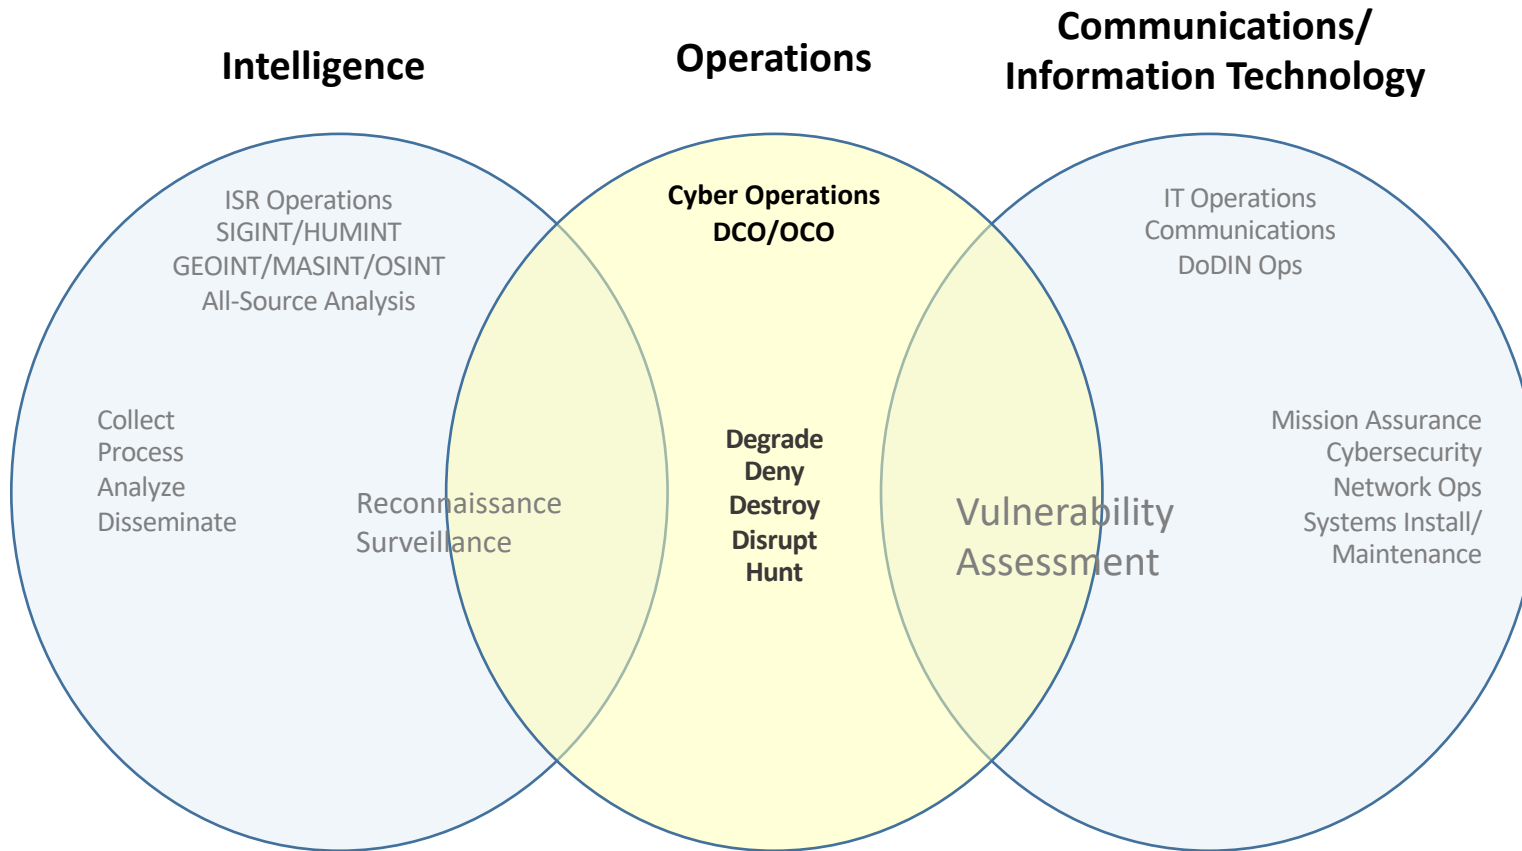 Intelligence
Operations
Communications/
Information Technology
ISR Operations
SIGINT/HUMINT
GEOINT/MASINT/OSINT
All-Source Analysis
Collect
Process
Analyze
Disseminate
Reconnaissance
Surveillance
Cyber Operations
DCO/OCO
Degrade
Deny
Destroy
Disrupt
Hunt
Vulnerability
Assessment
IT Operations
Communications
DoDIN Ops
Mission Assurance
Cybersecurity
Network Ops
Systems Install/
Maintenance